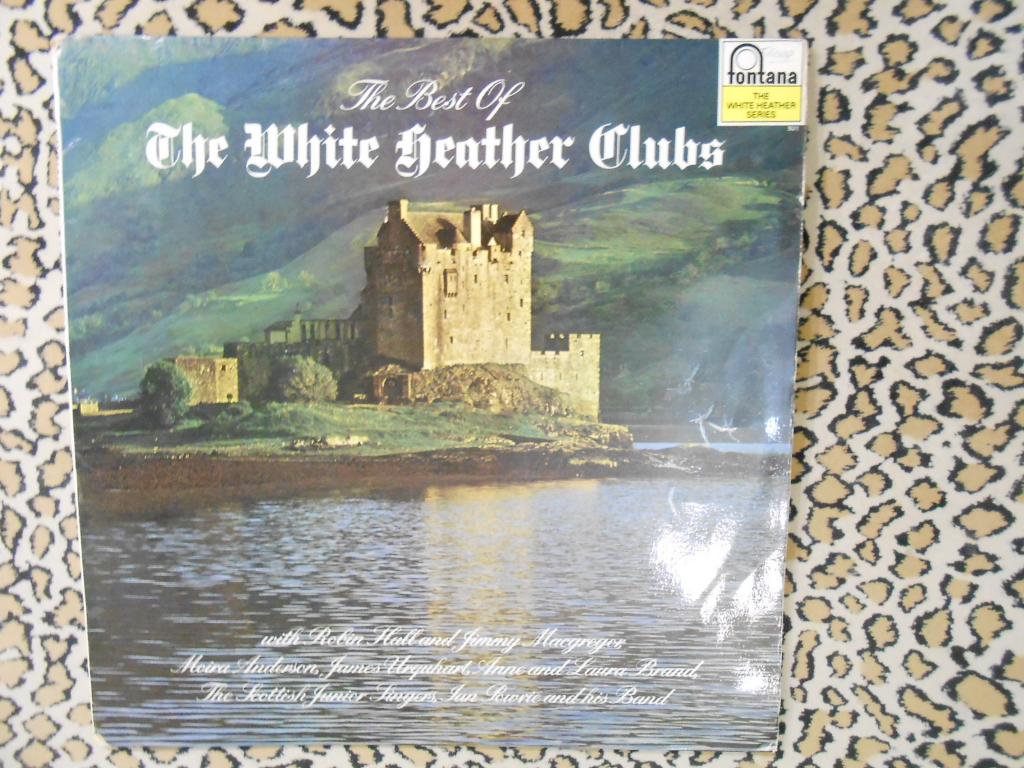 The Best Of
The White Heather Clubs
fontana
THE
WHITE HEATHER
SERIES
with Robin Hall and Jimmy Macgregor,
Moira Anderson, James Urquhart, Anne and Laura Brand,
The Scottish Junior Singers, Ian Powrie and his Band